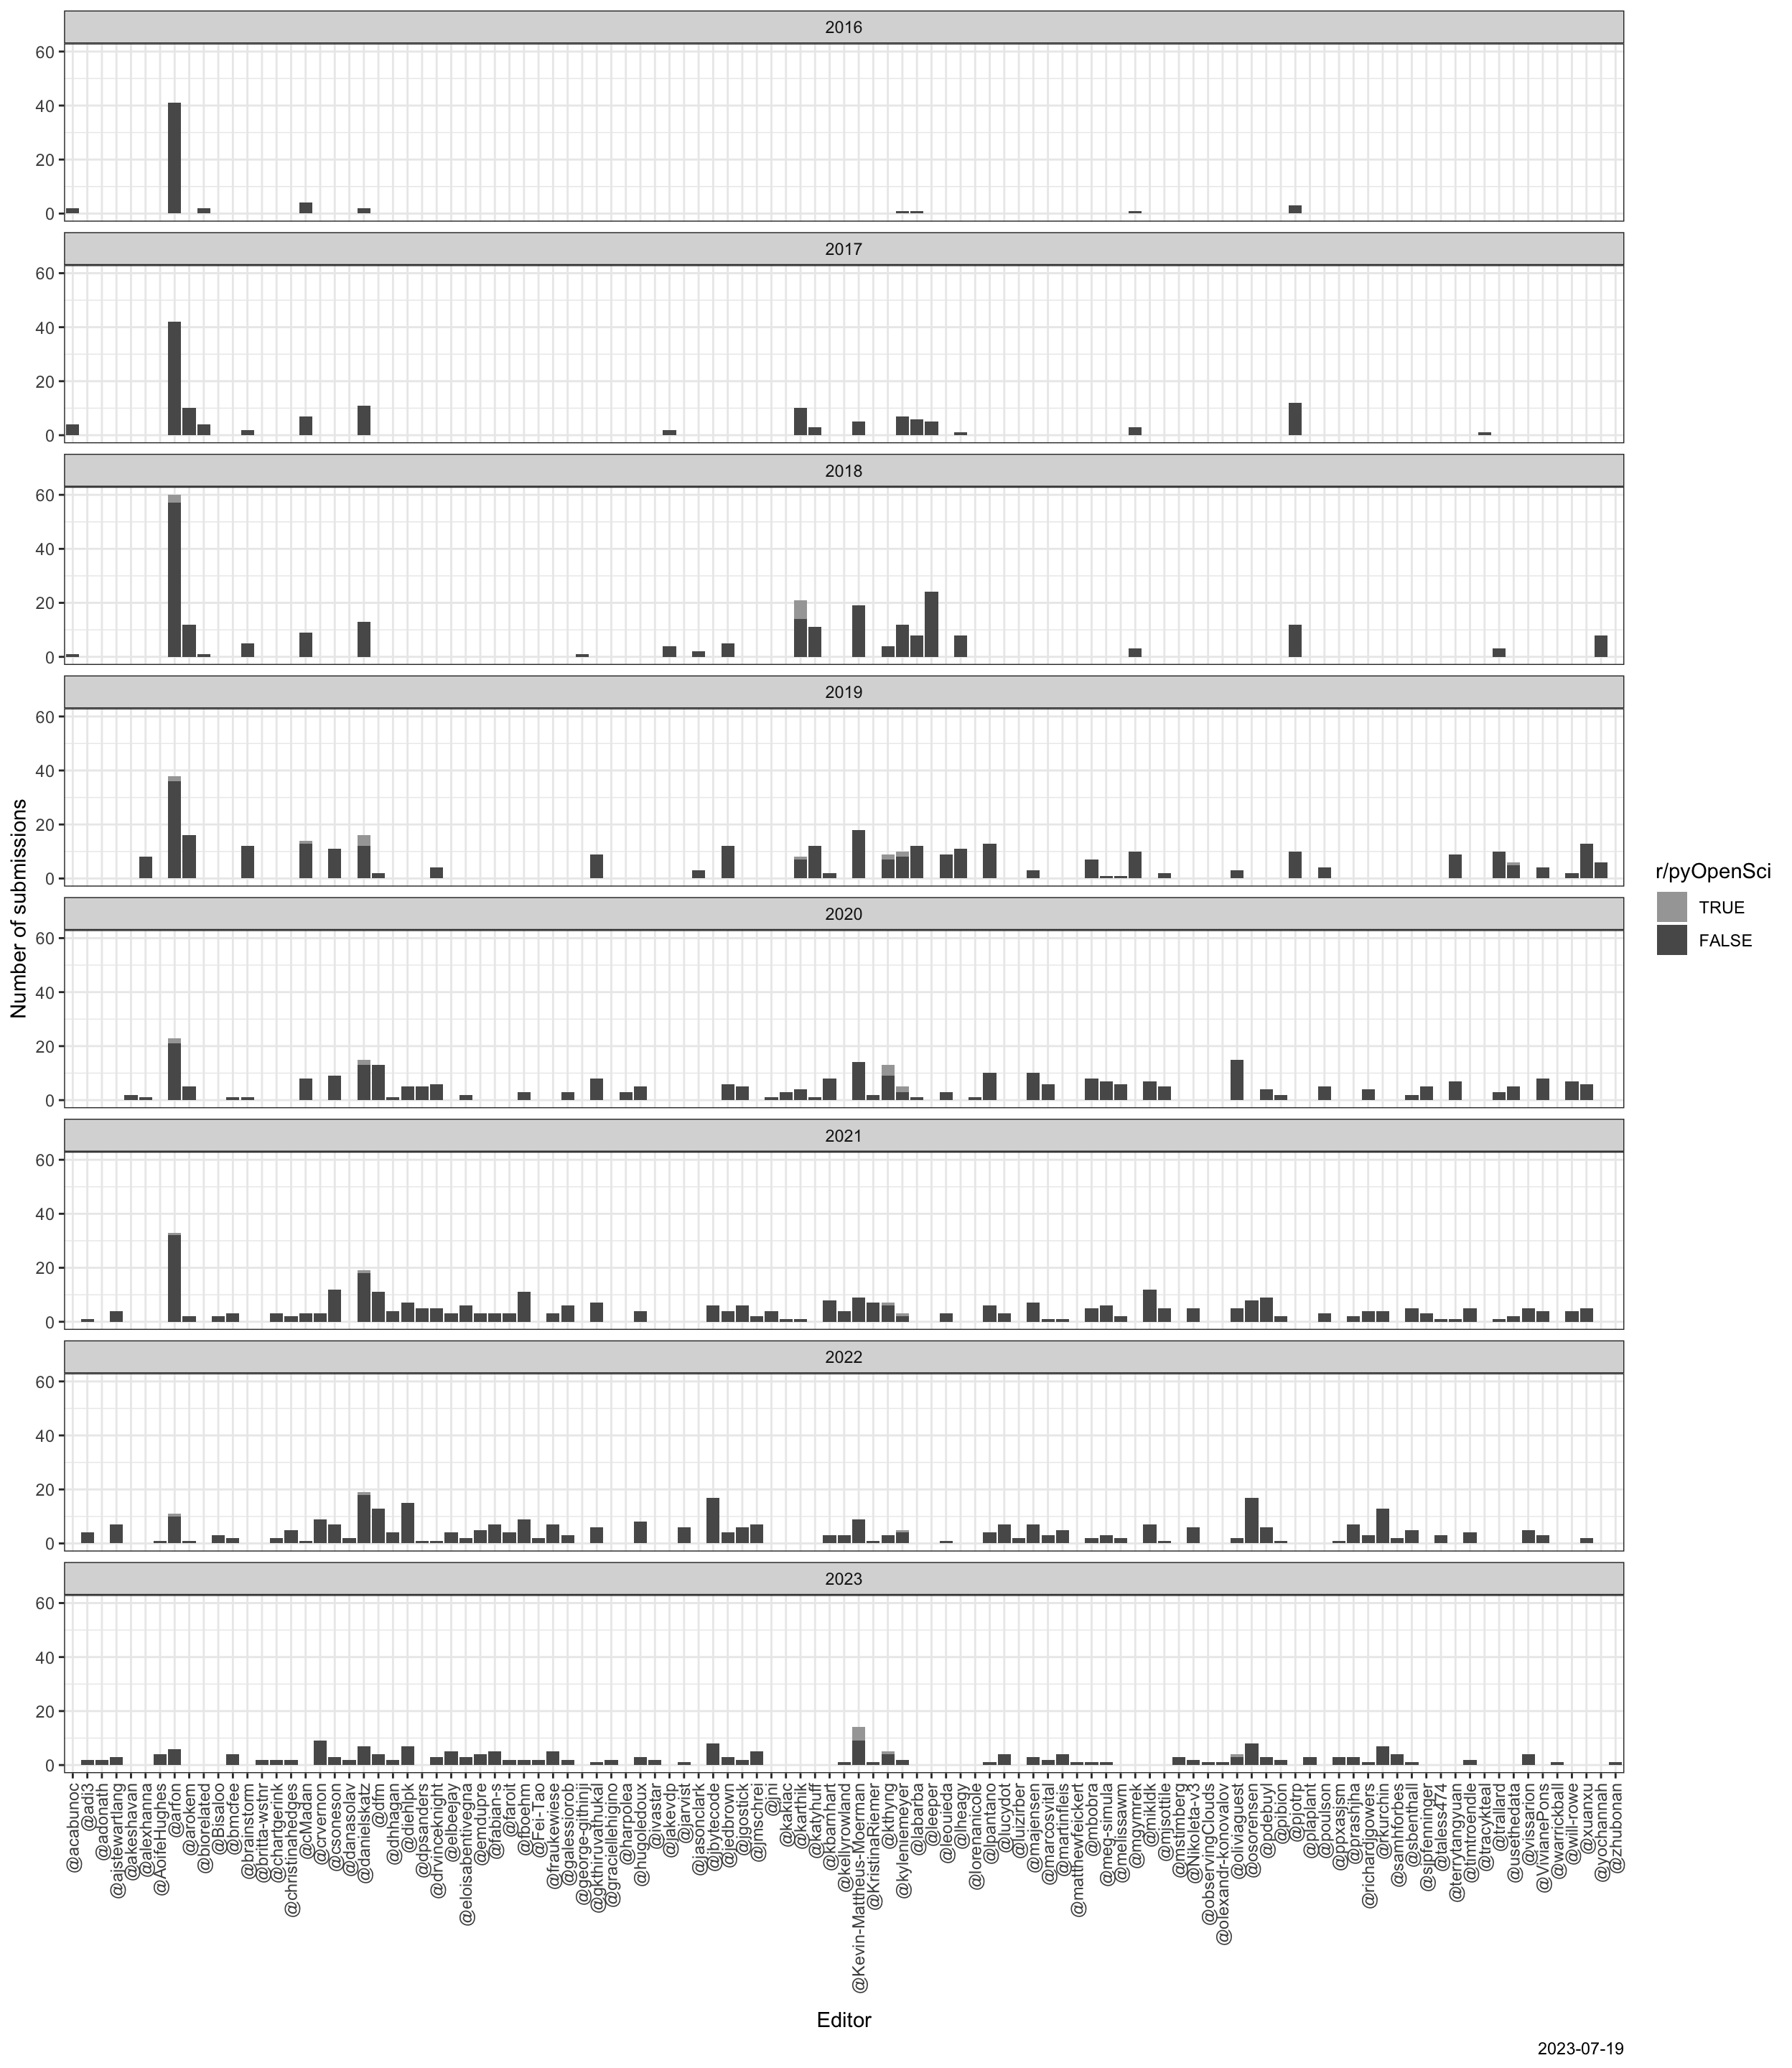 2016
60
40
20
0
2017
60
40
20
0
2018
60
40
20
0
2019
60
40
20
0
2020
60
40
20
0
2021
60
40
20
0
2022
60
40
20
0
2023
60
40
20
0
Number of submissions
r/pyOpenSci
TRUE
FALSE
@acabunoc
@adi3
@adonath
@ajstewartlang
@akeshavan
@alexhanna
@AoifeHughes
@arfon
@arokem
@biorelated
@Bisaloo
@bmcfee
@brainstorm
@britta-wstnr
@chartgerink
@christinahedges
@cMadan
@crvernon
@csoneson
@danasolav
@danielskatz
@dfm
@dhhagan
@diehlpk
@dpsanders
@drvinceknight
@elbeejay
@eloisabentivegna
@emdupre
@fabian-s
@faroit
@fboehm
@Fei-Tao
@fraukewiese
@galessiorob
@george-githinji
@gkthiruvathukal
@graciellehigino
@harpolea
@hugoledoux
@ivastar
@jakevdp
@jarvist
@jasonclark
@jbytecode
@jedbrown
@jgostick
@jmschrei
@jni
@kakiac
@karthik
@katyhuff
@kbarnhart
@kellyrowland
@Kevin-Mattheus-Moerman
@KristinaRiemer
@kthyng
@kyleniemeyer
@labarba
@leeper
@leouieda
@lheagy
@lorenanicole
@lpantano
@lucydot
@luizirber
@majensen
@marcosvital
@martinfleis
@matthewfeickert
@mbobra
@meg-simula
@melissawm
@mgymrek
@mikldk
@mjsottile
@mstimberg
@Nikoleta-v3
@observingClouds
@olexandr-konovalov
@oliviaguest
@osorensen
@pdebuyl
@pibion
@pjotrp
@plaplant
@poulson
@ppxasjsm
@prashjha
@richardjgowers
@rkurchin
@samhforbes
@sbenthall
@sjpfenninger
@taless474
@terrytangyuan
@timtroendle
@tracykteal
@trallard
@usethedata
@vissarion
@VivianePons
@warrickball
@will-rowe
@xuanxu
@yochannah
@zhubonan
Editor
2023-07-19